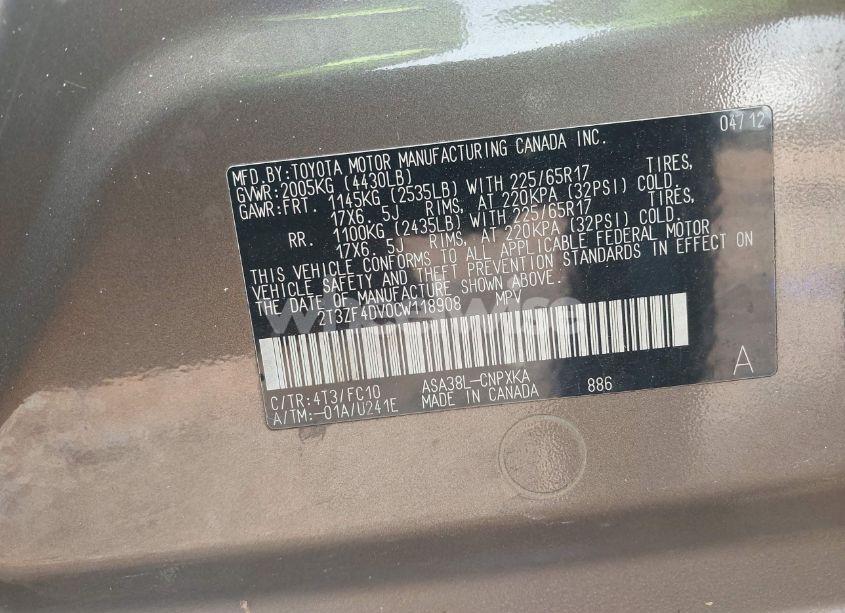 04/12
MFD.BY:TOYOTA MOTOR MANUFACTURING CANADA INC.
GVWR:2005KG (4430LB)
GAWR:FRT. 1145KG (2535LB) WITH 225/65R17 TIRES,
17X6.5J RIMS, AT 220KPA (32PSI) COLD.
RR. 1100KG (2435LB) WITH 225/65R17 TIRES,
17X6.5J RIMS, AT 220KPA (32PSI) COLD.
THIS VEHICLE CONFORMS TO ALL APPLICABLE FEDERAL MOTOR
VEHICLE SAFETY AND THEFT PREVENTION STANDARDS IN EFFECT ON
THE DATE OF MANUFACTURE SHOWN ABOVE.
2T3ZF4DV0CW118908 MPV
C/TR:4T3/FC10 ASA38L-CNPXKA A
A/TM:-01A/U241E MADE IN CANADA 886